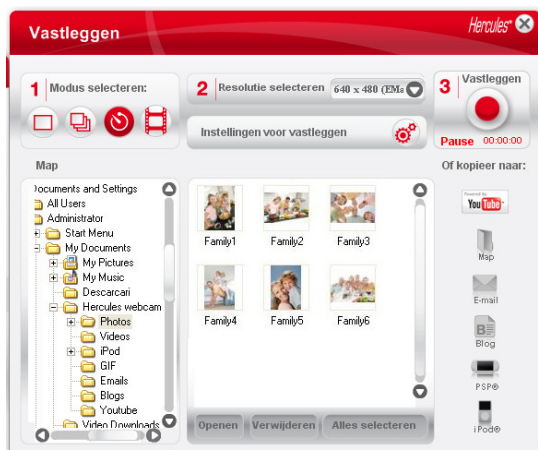 Vastleggen
Hercules®
1 Modus selecteren:
2 Resolutie selecteren 640 x 480 (EMa
Instellingen voor vastleggen
3 Vastleggen
Pause 00:00:00
Map
Documents and Settings
All Users
Administrator
Start Menu
My Documents
My Pictures
My Music
Descarcari
Hercules webcam
Photos
Videos
iPod
GIF
Emails
Blogs
Youtube
Video Downloads
Family1 Family2 Family3
Family4 Family5 Family6
Openen Verwijderen Alles selecteren
Of kopieer naar:
Powered by
YouTube
Map
E-mail
B
Blog
PSP®
iPod®